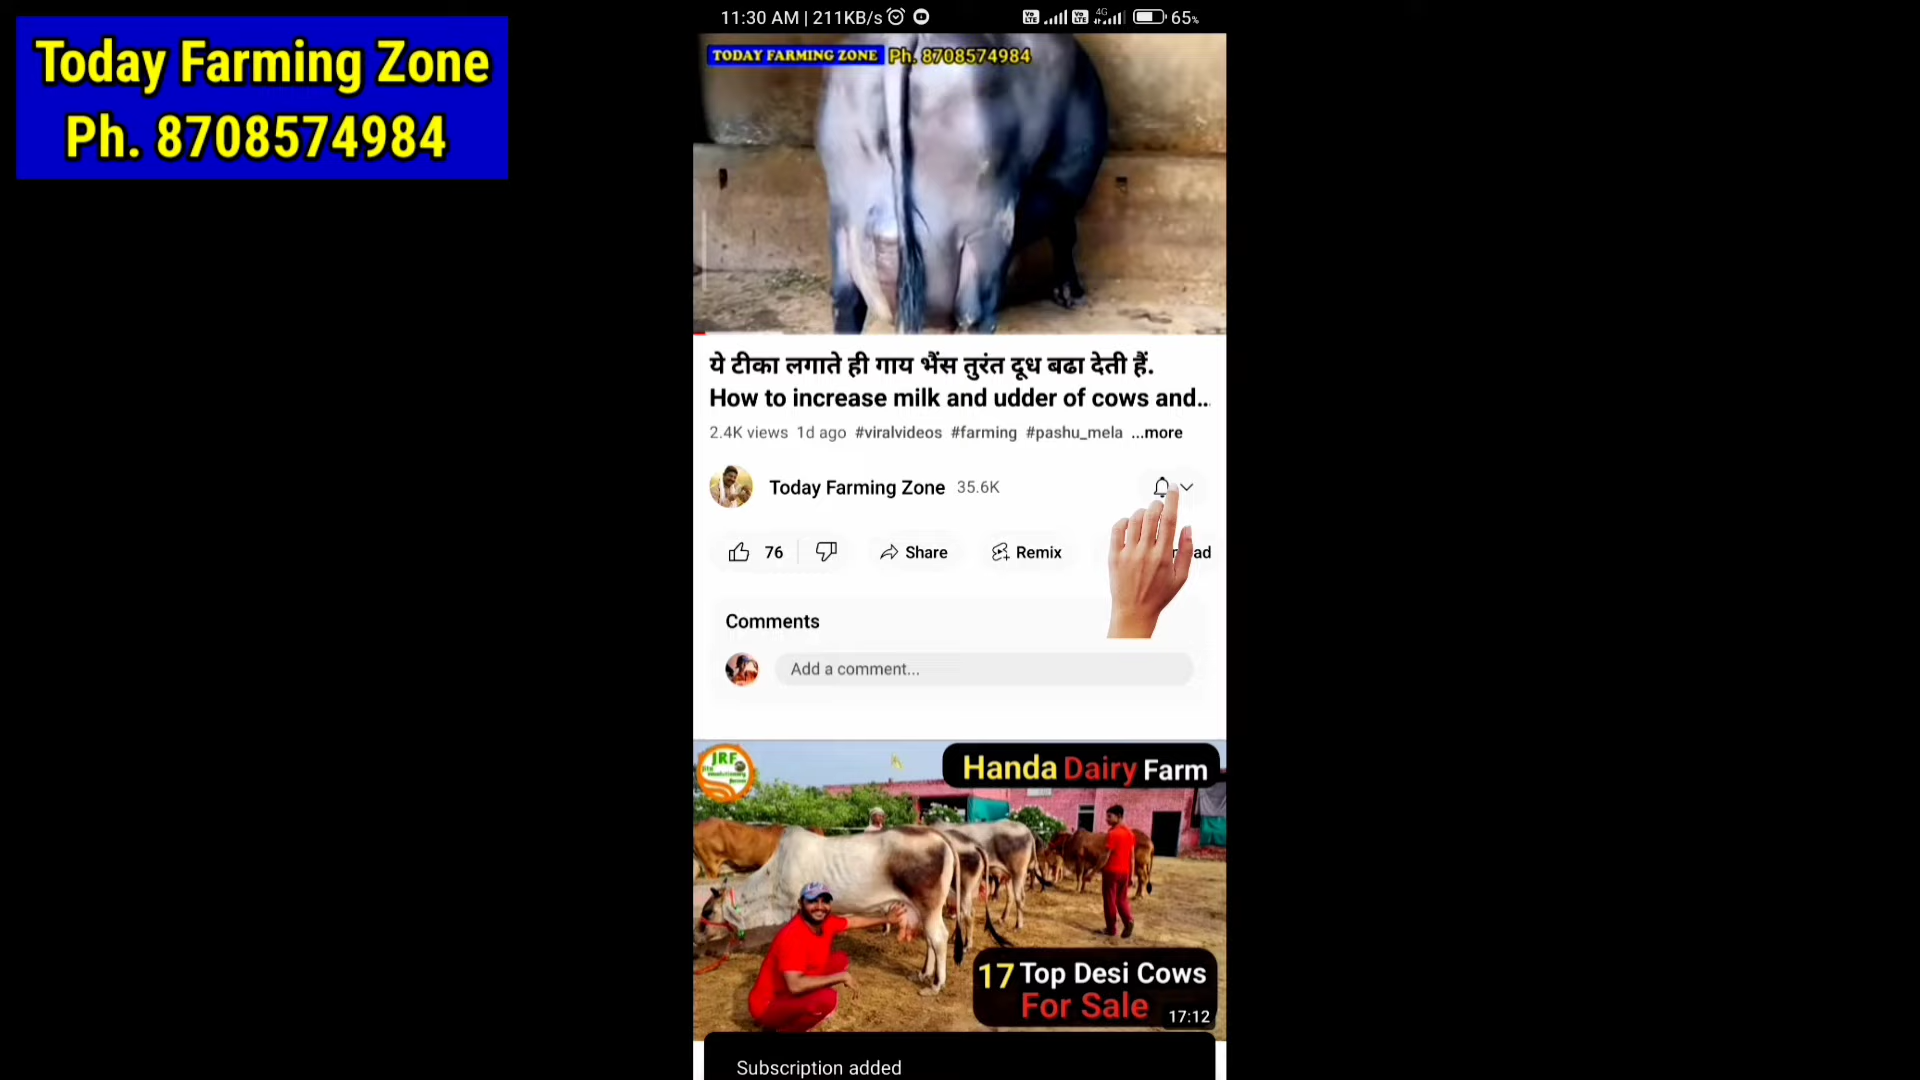 Today Farming Zone
Ph. 8708574984
11:30 AM | 211KB/s
4G
65%
TODAY FARMING ZONE Ph. 8708574984
ये टीका लगाते ही गाय भैंस तुरंत दूध बढा देती हैं.
How to increase milk and udder of cows and...
2.4K views 1d ago #viralvideos #farming #pashu_mela ...more
Today Farming Zone 35.6K
76 Share Remix
Comments
Add a comment...
JRF
Handa Dairy Farm
17 Top Desi Cows
For Sale
17:12
Subscription added